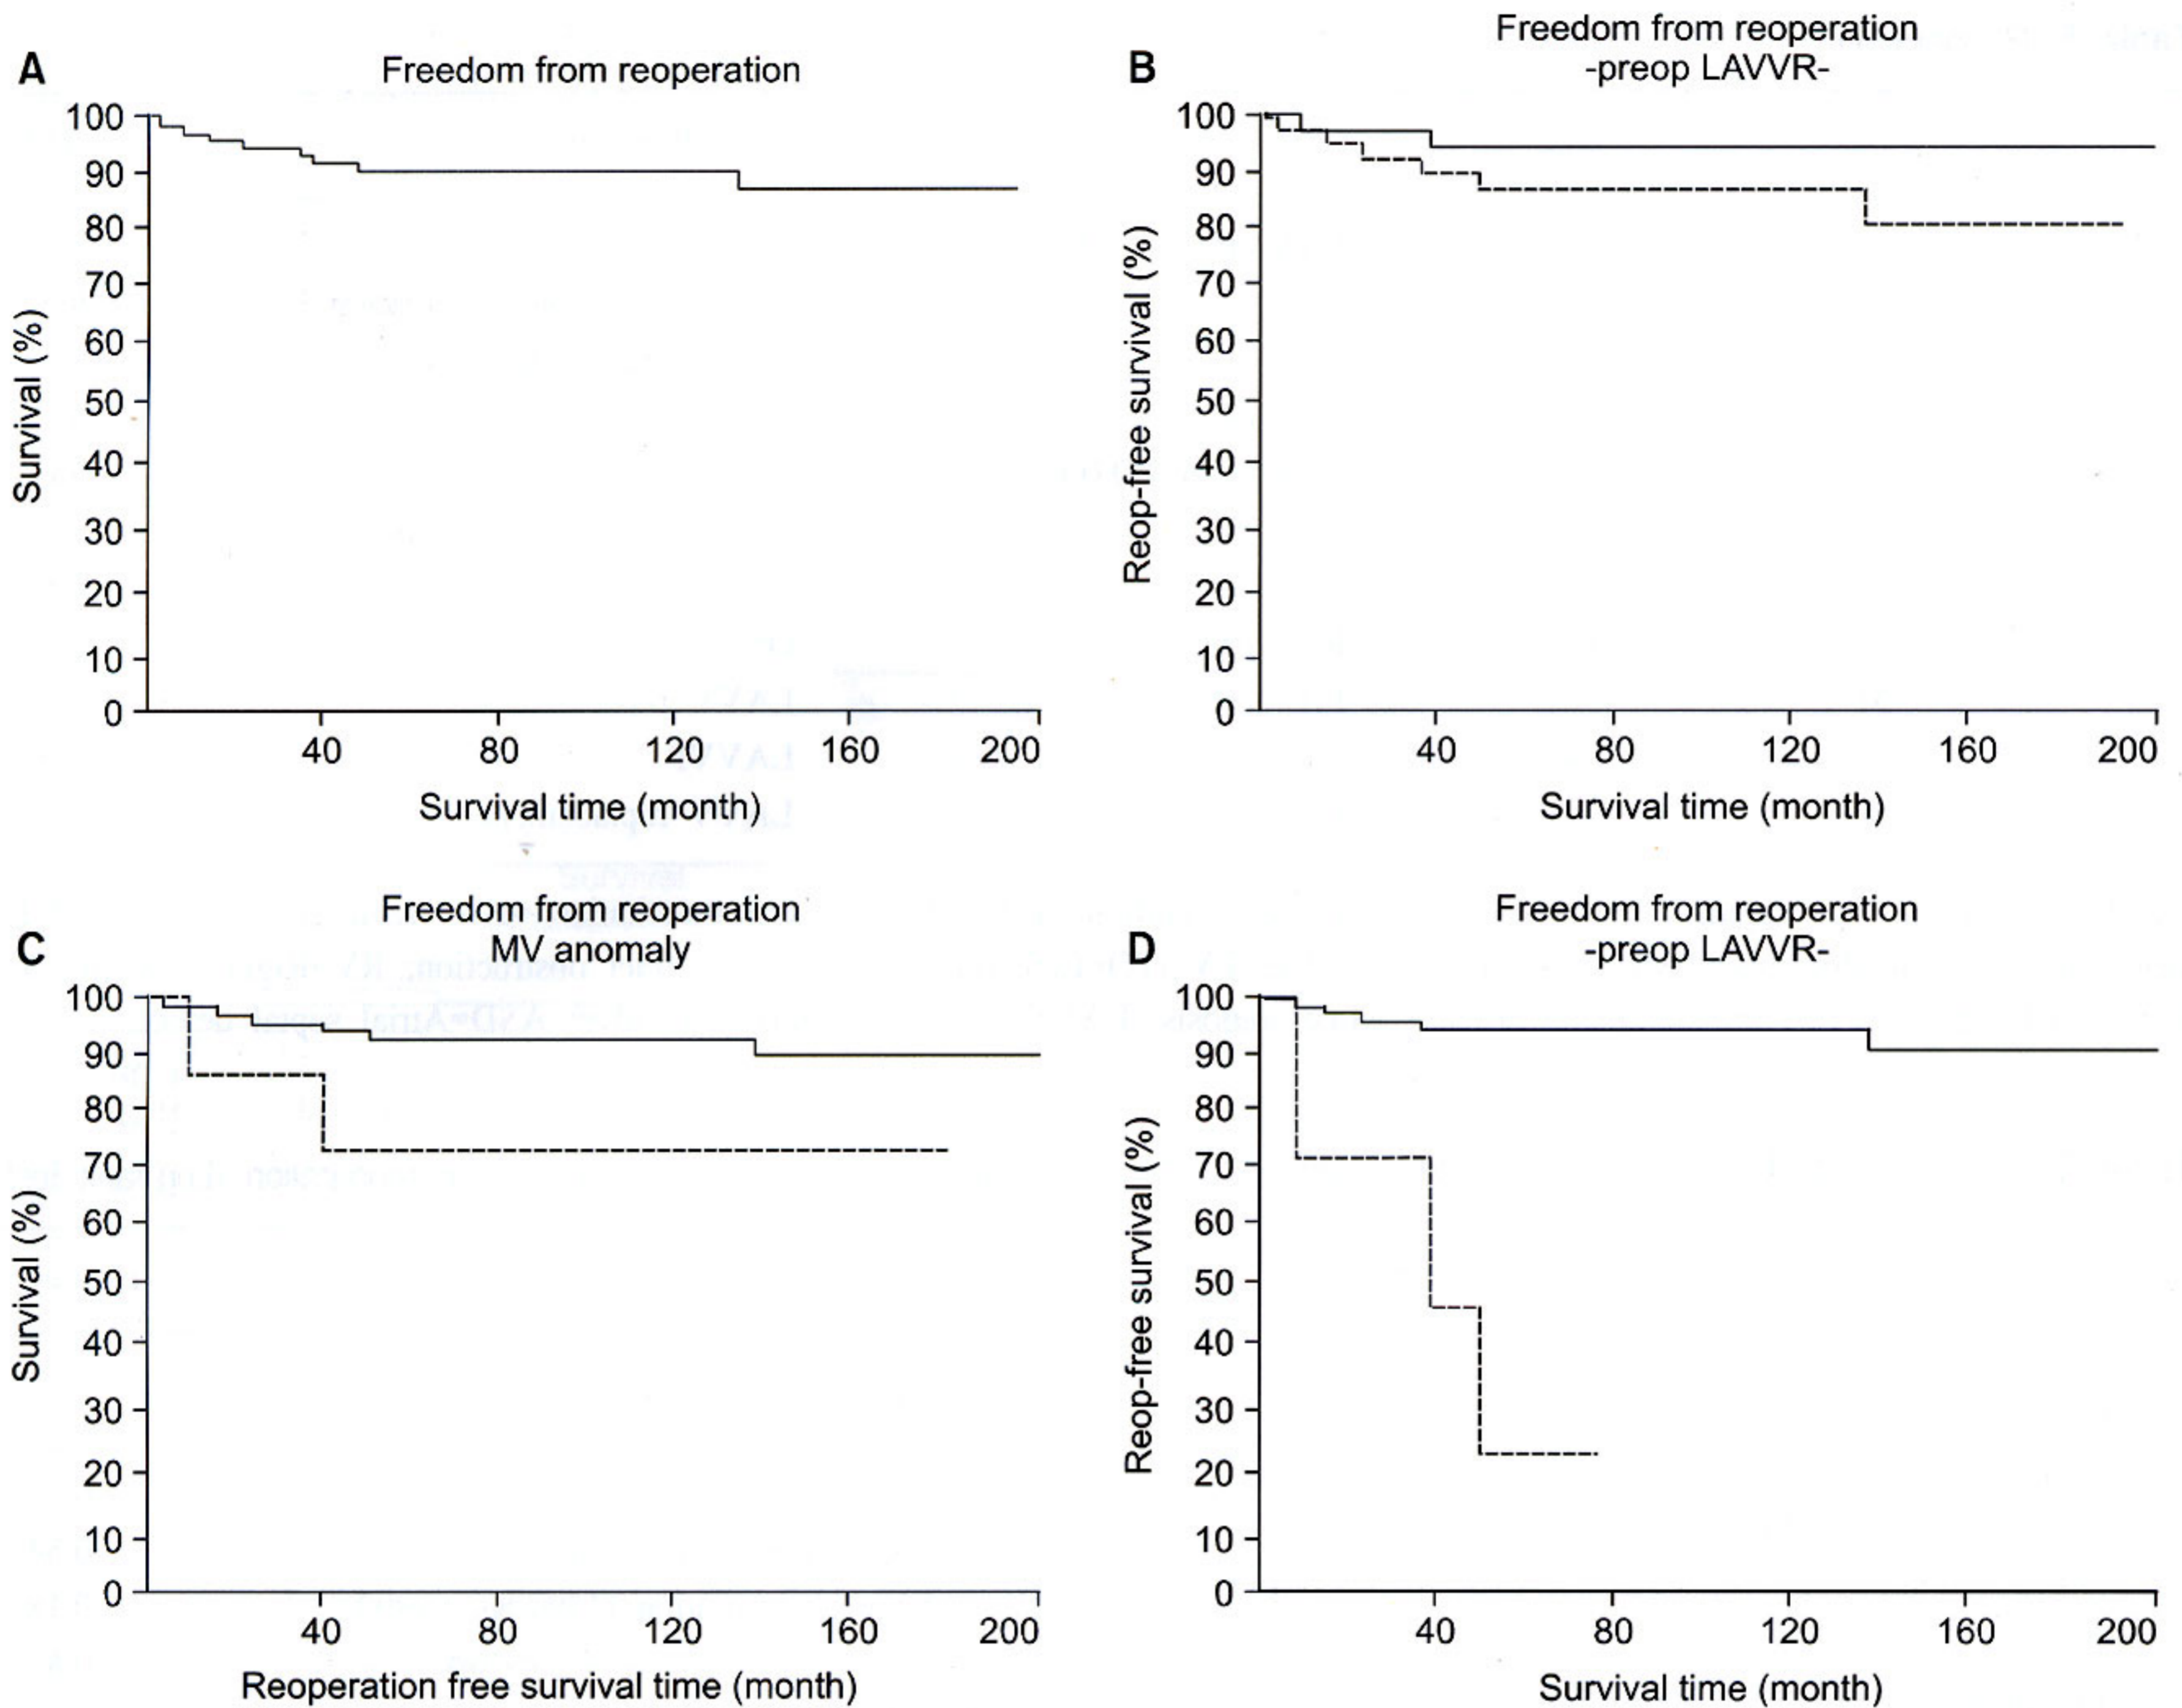 A
Freedom from reoperation
100
90
80
70
60
50
40
30
20
10
0
Survival (%)
40 80 120 160 200
Survival time (month)
B
Freedom from reoperation
-preop LAVVR-
100
90
80
70
60
50
40
30
20
10
0
Reop-free survival (%)
40 80 120 160 200
Survival time (month)
C
Freedom from reoperation
MV anomaly
100
90
80
70
60
50
40
30
20
10
0
Survival (%)
40 80 120 160 200
Reoperation free survival time (month)
D
Freedom from reoperation
-preop LAVVR-
100
90
80
70
60
50
40
30
20
10
0
Reop-free survival (%)
40 80 120 160 200
Survival time (month)